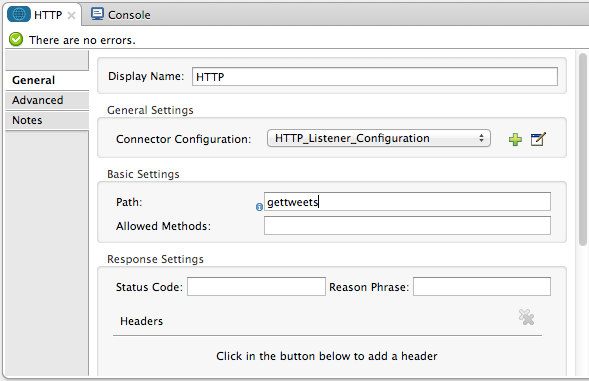 HTTP Console
There are no errors.
General
Advanced
Notes
Display Name: HTTP
General Settings
Connector Configuration: HTTP_Listener_Configuration
Basic Settings
Path: gettweets
Allowed Methods:
Response Settings
Status Code: Reason Phrase:
Headers
Click in the button below to add a header